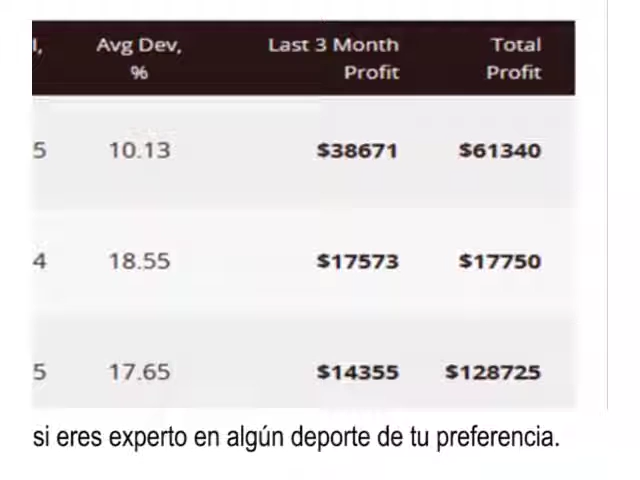 I, Avg Dev, Last 3 Month Total
% Profit Profit
5 10.13 $38671 $61340
4 18.55 $17573 $17750
5 17.65 $14355 $128725
si eres experto en algún deporte de tu preferencia.